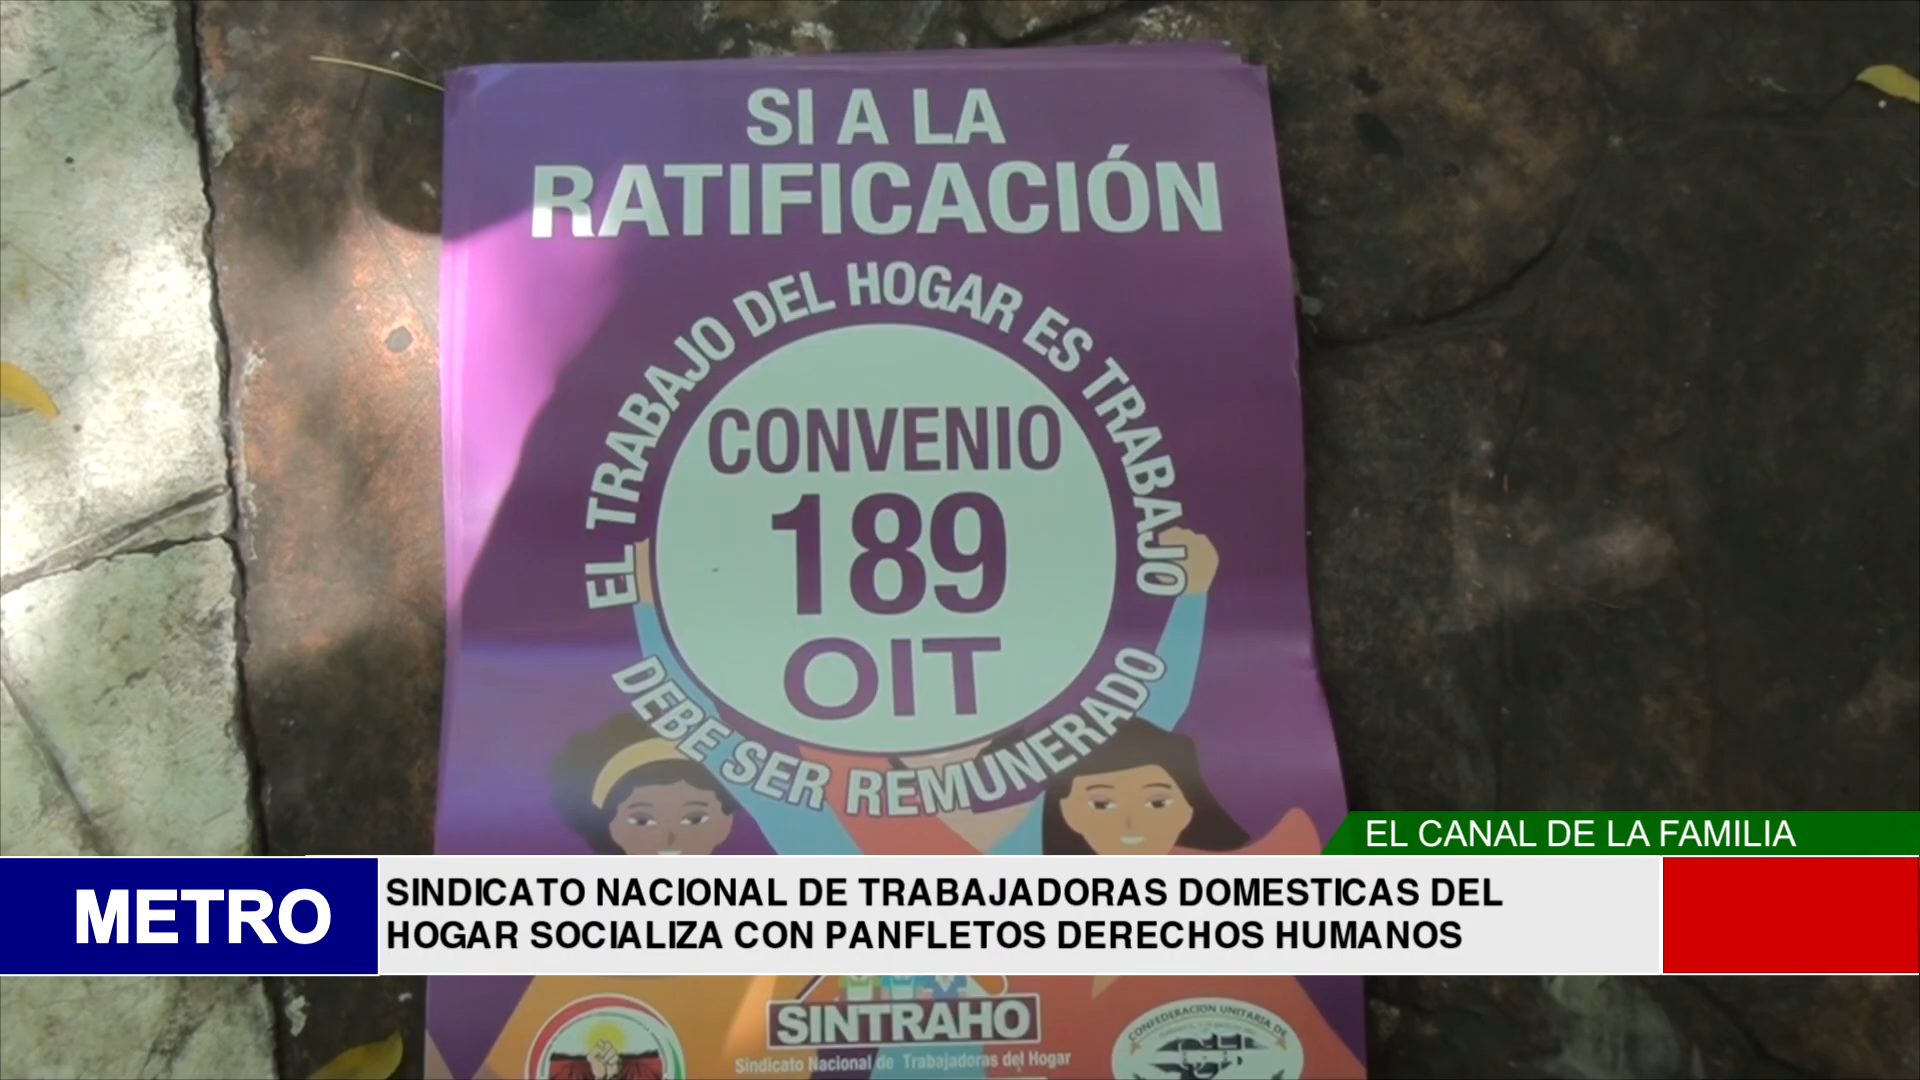 SI A LA
RATIFICACIÓN
EL TRABAJO DEL HOGAR ES TRABAJO
CONVENIO
189
OIT
DEBE SER REMUNERADO
EL CANAL DE LA FAMILIA
METRO
SINDICATO NACIONAL DE TRABAJADORAS DOMESTICAS DEL
HOGAR SOCIALIZA CON PANFLETOS DERECHOS HUMANOS
SINTRAHO
Sindicato Nacional de Trabajadoras del Hogar
CONFEDERACION UNITARIA DE